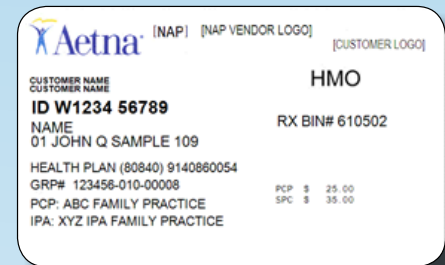 Aetna [NAP] [NAP VENDOR LOGO]
[CUSTOMER LOGO]
CUSTOMER NAME
CUSTOMER NAME
HMO
ID W1234 56789
NAME
01 JOHN Q SAMPLE 109
RX BIN# 610502
HEALTH PLAN (80840) 9140860054
GRP# 123456-010-00008
PCP: ABC FAMILY PRACTICE
IPA: XYZ IPA FAMILY PRACTICE
PCP $ 25.00
SPC $ 35.00